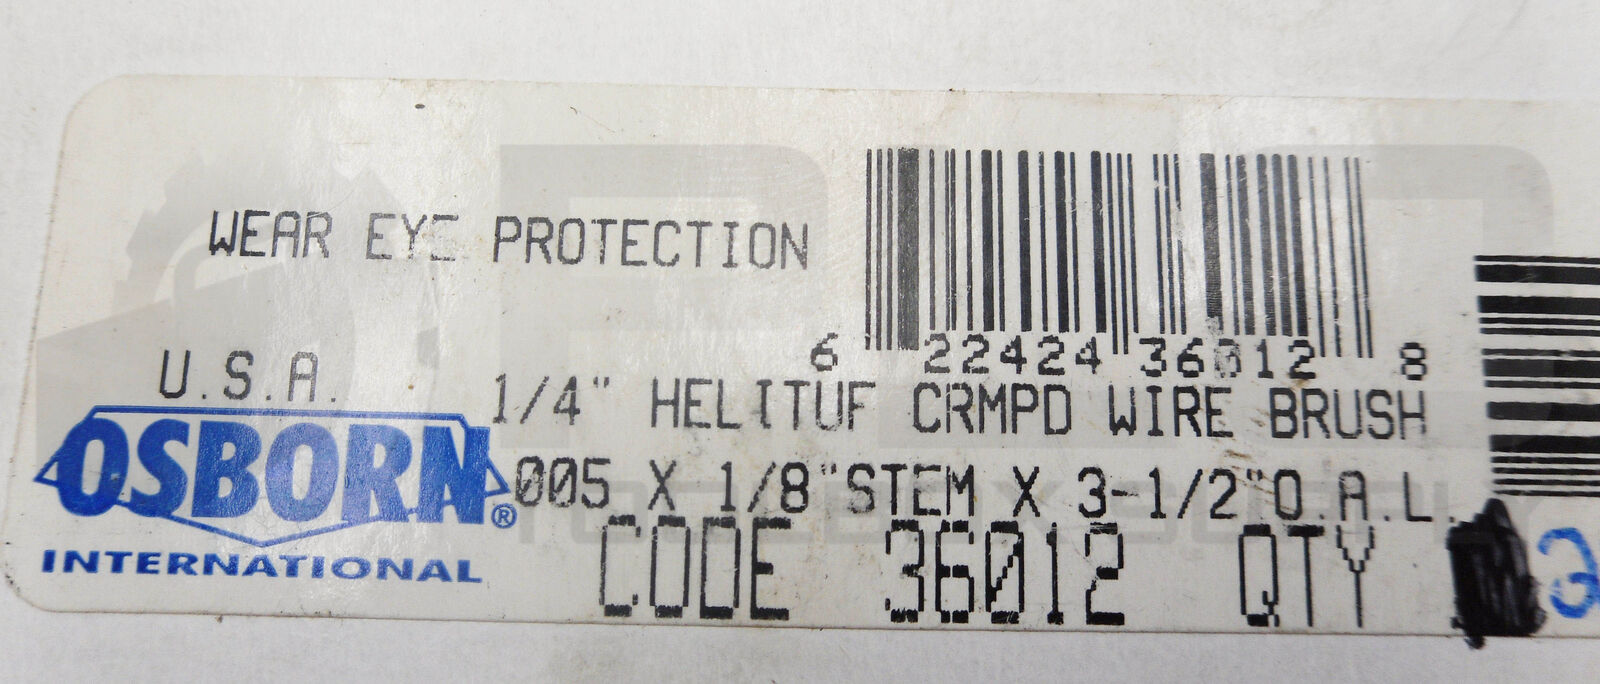 WEAR EYE PROTECTION
6 22424 36012 8
U.S.A.
1/4" HELITUF CRMPD WIRE BRUSH
OSBORN®
INTERNATIONAL
.005 X 1/8"STEM X 3-1/2"O.A.L.
CODE 36012 QTY